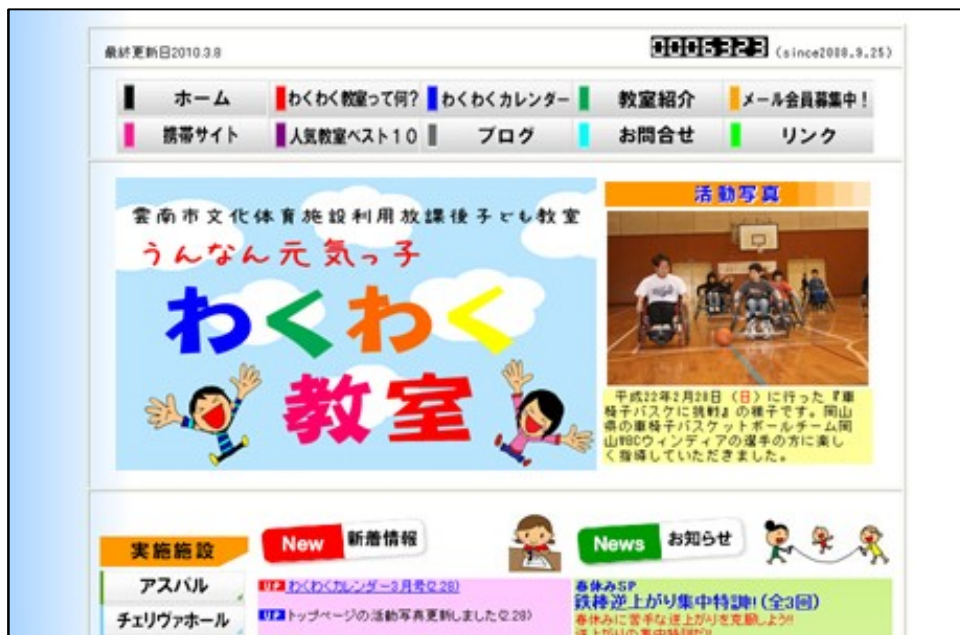 最終更新日2010.3.8
0006323 (since2008.9.25)
ホーム わくわく教室って何? わくわくカレンダー 教室紹介 メール会員募集中!
携帯サイト 人気教室ベスト10 ブログ お問合せ リンク
雲南市文化体育施設利用放課後子ども教室
うんなん元気っ子
わくわく
教室
活動写真
平成22年2月28日(日)に行った『車
椅子バスケに挑戦』の様子です。岡山
県の車椅子バスケットボールチーム岡
山WBCウィンディアの選手の方に楽し
く指導していただきました。
実施施設
アスパル
チェリヴァホール
New 新着情報
UP わくわくカレンダー3月号(2.28)
UP トップページの活動写真更新しました(2.28)
News お知らせ
春休みSP
鉄棒逆上がり集中特訓!(全3回)
春休みに苦手な逆上がりを克服しよう!!
逆上がりの集中特訓だ!!